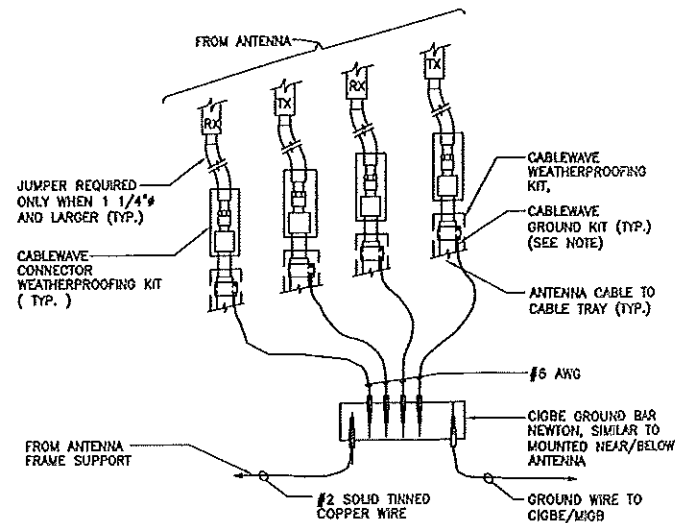 FROM ANTENNA
RX
TX
RX
TX
JUMPER REQUIRED
ONLY WHEN 1 1/4"ø
AND LARGER (TYP.)
CABLEWAVE
CONNECTOR
WEATHERPROOFING KIT
( TYP. )
CABLEWAVE
WEATHERPROOFING
KIT,
CABLEWAVE
GROUND KIT (TYP.)
(SEE NOTE)
ANTENNA CABLE TO
CABLE TRAY (TYP.)
#6 AWG
CIGBE GROUND BAR
NEWTON, SIMILAR TO
MOUNTED NEAR/BELOW
ANTENNA
FROM ANTENNA
FRAME SUPPORT
#2 SOLID TINNED
COPPER WIRE
GROUND WIRE TO
CIGBE/MIGB